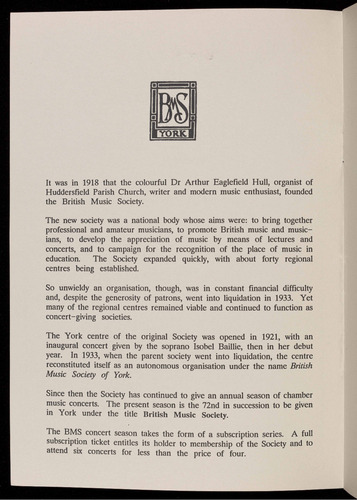 BMS
YORK
It was in 1918 that the colourful Dr Arthur Eaglefield Hull, organist of
Huddersfield Parish Church, writer and modern music enthusiast, founded
the British Music Society.
The new society was a national body whose aims were: to bring together
professional and amateur musicians, to promote British music and music-
ians, to develop the appreciation of music by means of lectures and
concerts, and to campaign for the recognition of the place of music in
education. The Society expanded quickly, with about forty regional
centres being established.
So unwieldy an organisation, though, was in constant financial difficulty
and, despite the generosity of patrons, went into liquidation in 1933. Yet
many of the regional centres remained viable and continued to function as
concert-giving societies.
The York centre of the original Society was opened in 1921, with an
inaugural concert given by the soprano Isobel Baillie, then in her debut
year. In 1933, when the parent society went into liquidation, the centre
reconstituted itself as an autonomous organisation under the name British
Music Society of York.
Since then the Society has continued to give an annual season of chamber
music concerts. The present season is the 72nd in succession to be given
in York under the title British Music Society.
The BMS concert season takes the form of a subscription series. A full
subscription ticket entitles its holder to membership of the Society and to
attend six concerts for less than the price of four.